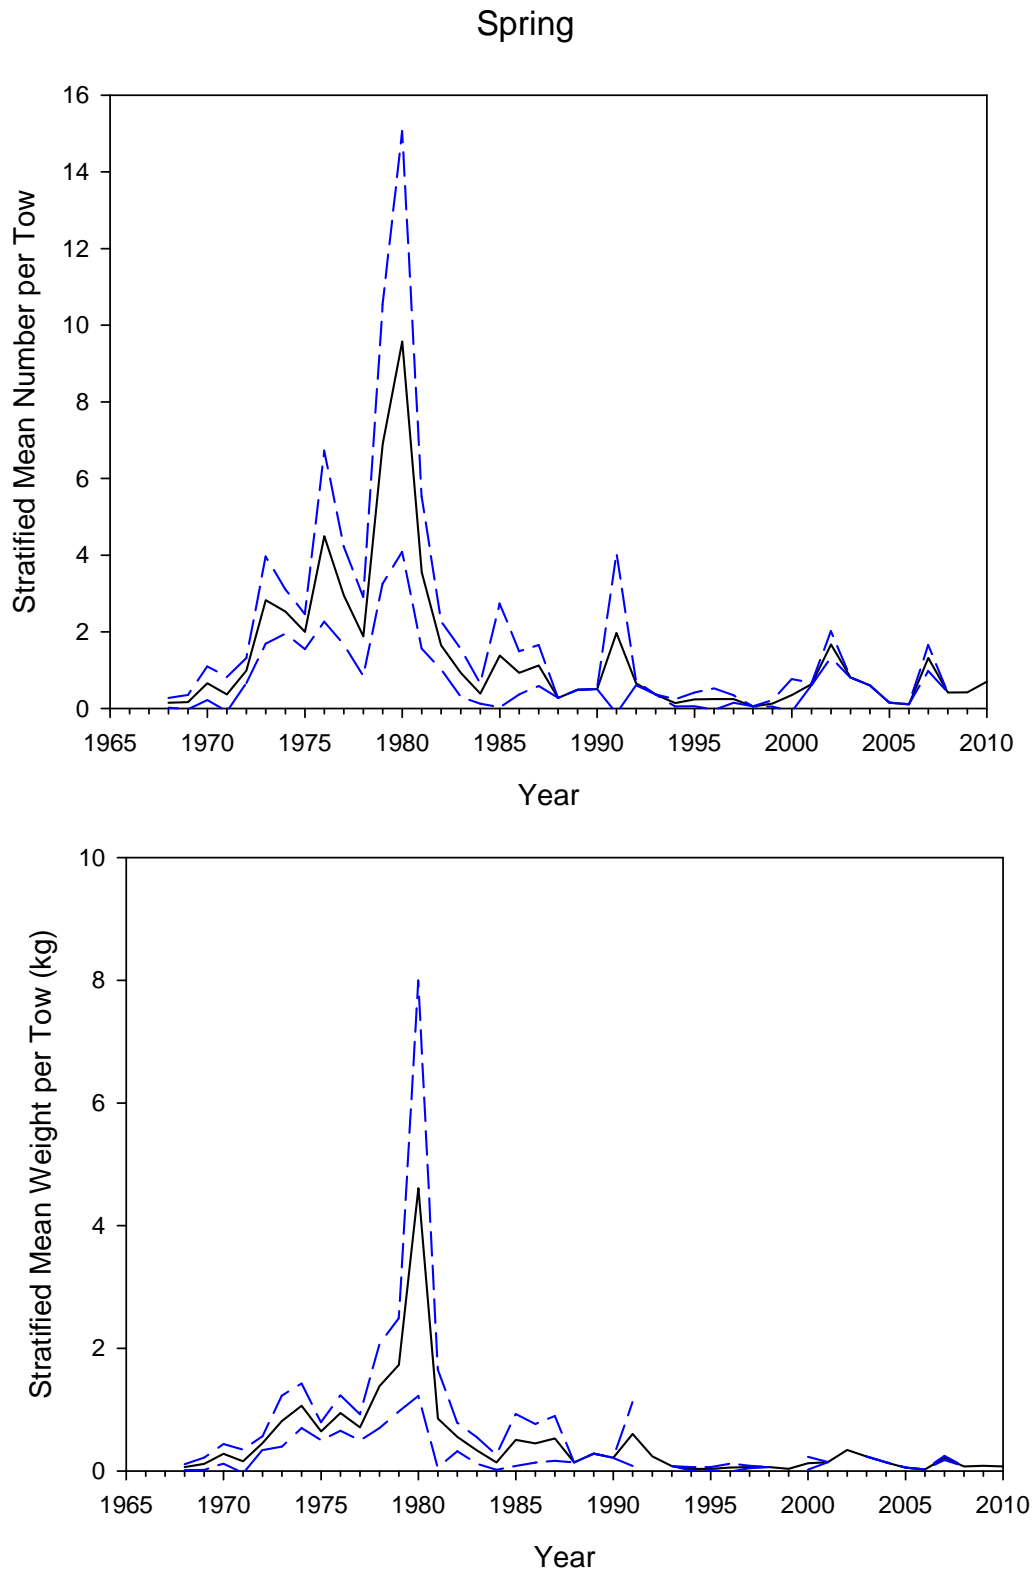 Spring
16
14
12
10
8
6
4
2
0
Stratified Mean Number per Tow
1965 1970 1975 1980 1985 1990 1995 2000 2005 2010
Year
10
8
6
4
2
0
Stratified Mean Weight per Tow (kg)
1965 1970 1975 1980 1985 1990 1995 2000 2005 2010
Year